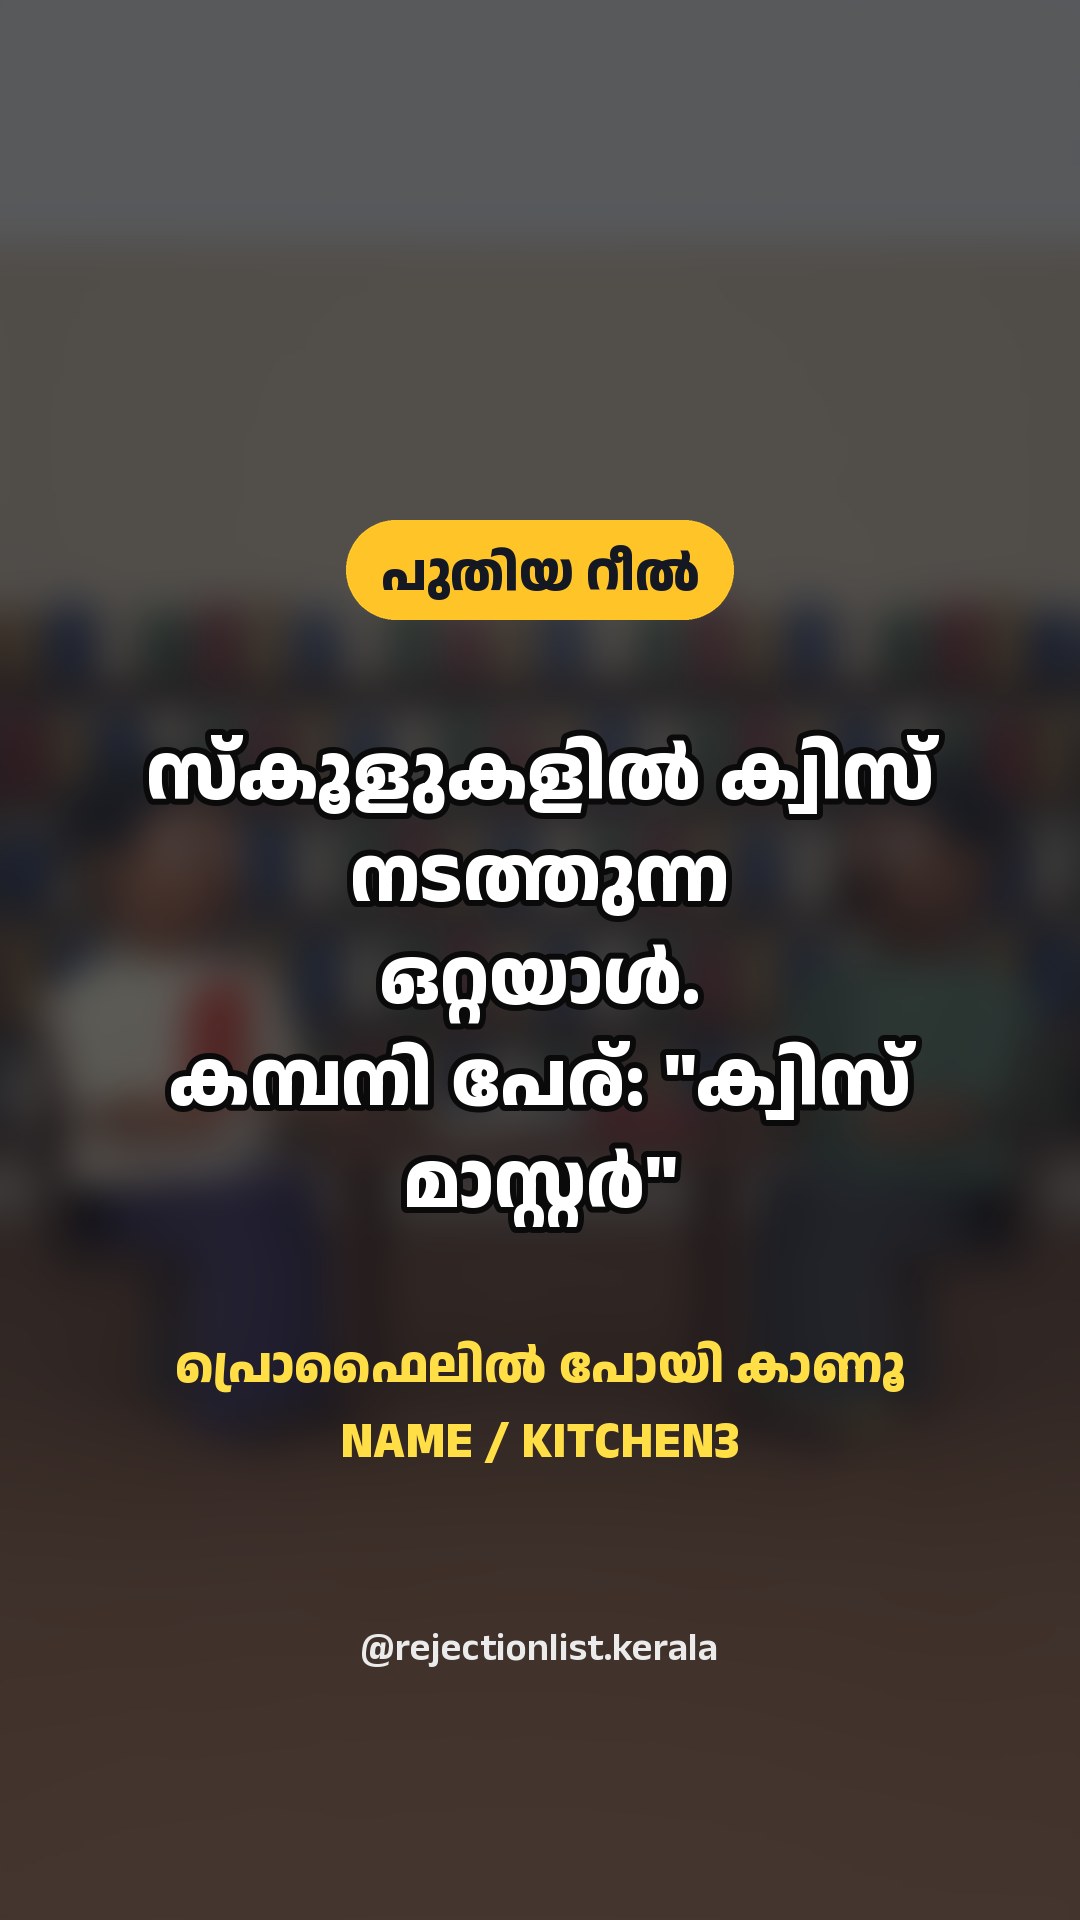 പുതിയ റീൽ
സ്കൂളുകളിൽ ക്വിസ്
നടത്തുന്ന
ഒറ്റയാൾ.
കമ്പനി പേര്: "ക്വിസ്
മാസ്റ്റർ"
പ്രൊഫൈലിൽ പോയി കാണൂ
NAME / KITCHEN3
@rejectionlist.kerala